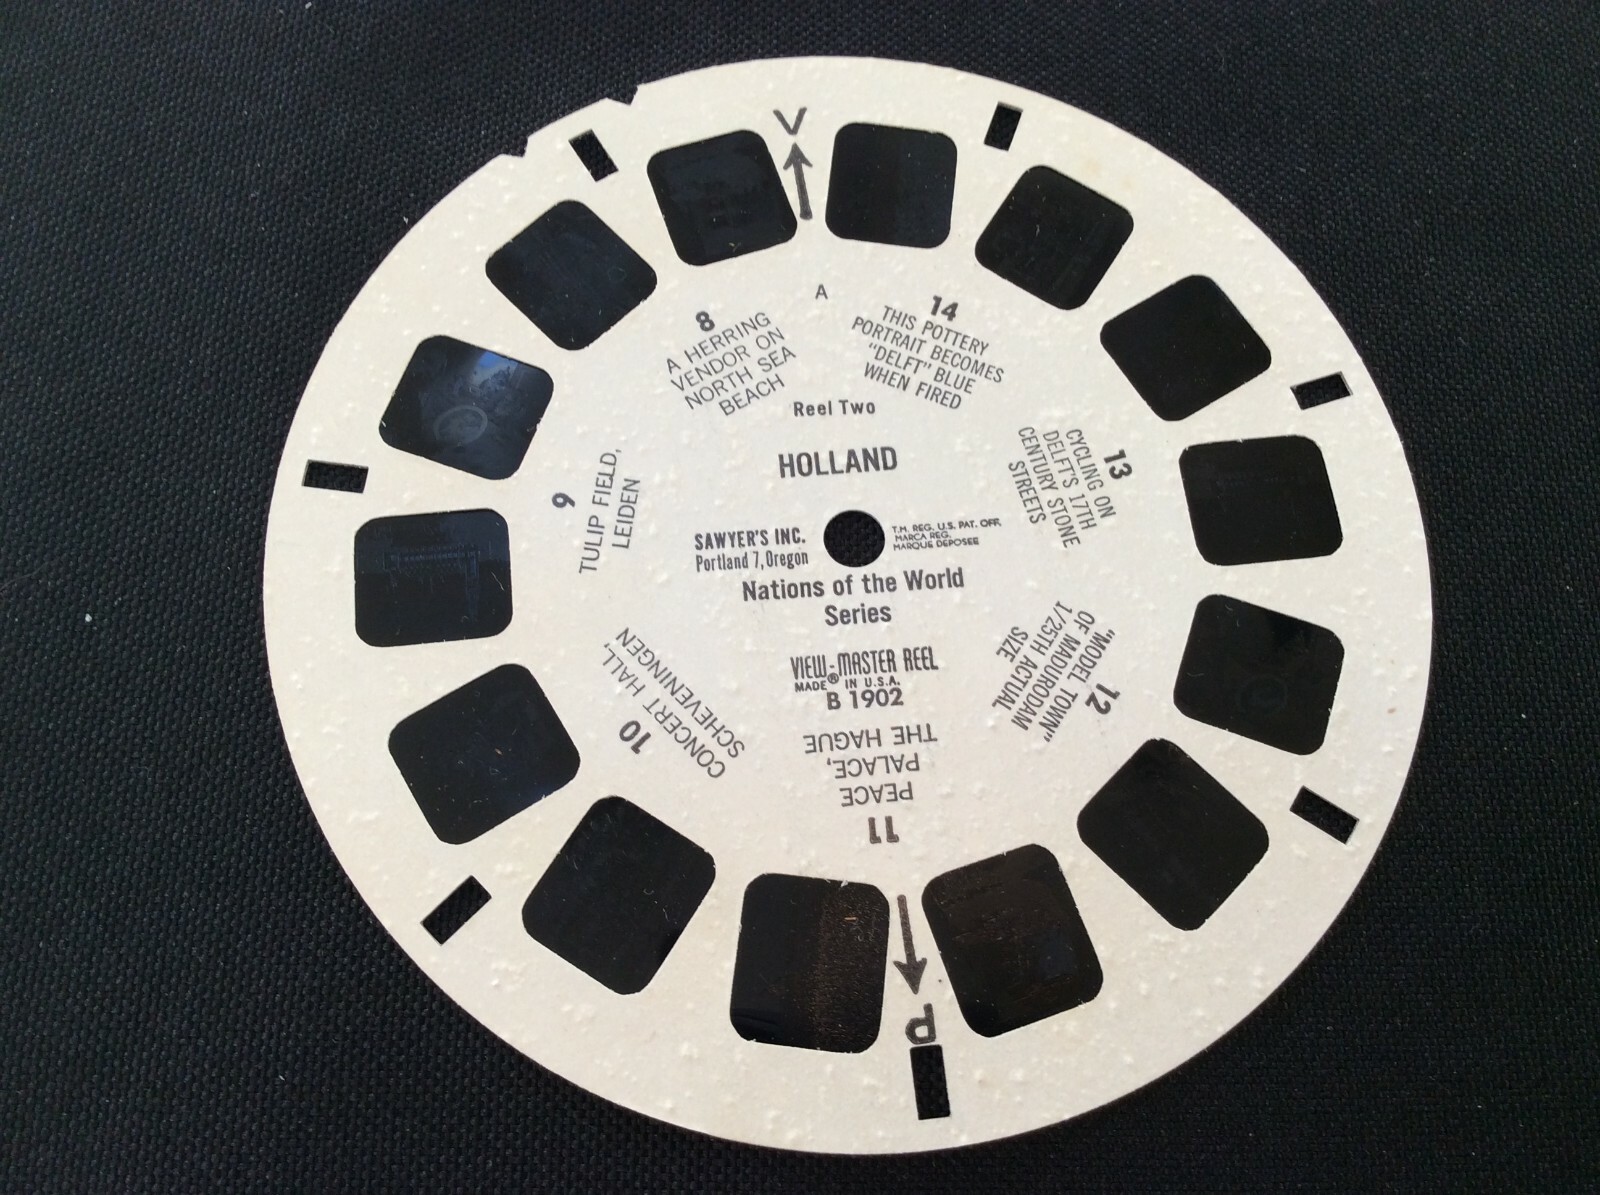 V
A
8
A HERRING
VENDOR ON
NORTH SEA
BEACH
14
THIS POTTERY
PORTRAIT BECOMES
"DELFT" BLUE
WHEN FIRED
Reel Two
HOLLAND
13
CYCLING ON
DELFT'S 17TH
CENTURY STONE
STREETS
9
TULIP FIELD,
LEIDEN
SAWYER'S INC.
Portland 7, Oregon
T.M. REG. U.S. PAT. OFF.
MARCA REG.
MARQUE DEPOSEE
Nations of the World
Series
VIEW-MASTER REEL
MADE ® IN U.S.A.
B 1902
12
"MODEL TOWN"
OF MADURODAM
1/25TH ACTUAL
SIZE
10
CONCERT HALL,
SCHEVENINGEN
11
PEACE
PALACE,
THE HAGUE
P